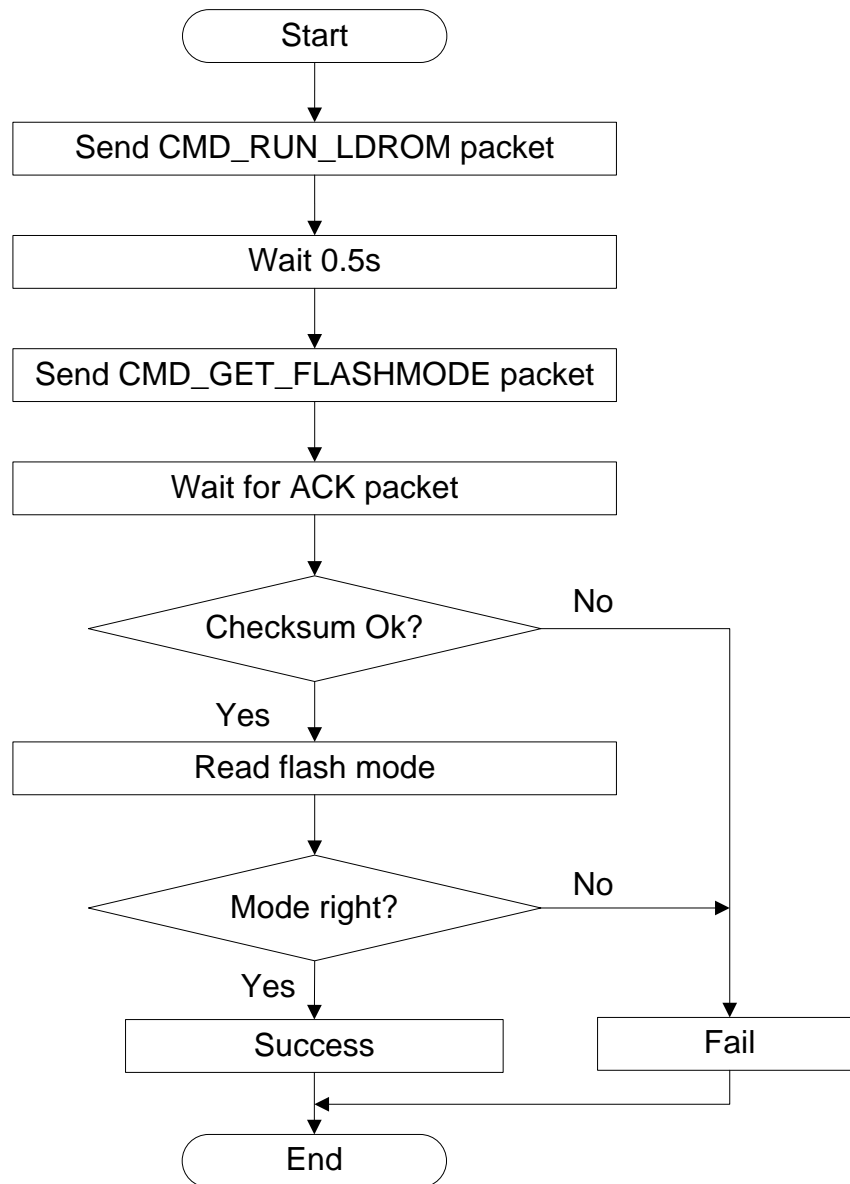 Start
Send CMD_RUN_LDROM packet
Wait 0.5s
Send CMD_GET_FLASHMODE packet
Wait for ACK packet
Checksum Ok?
No
Yes
Read flash mode
Mode right?
No
Yes
Success
Fail
End